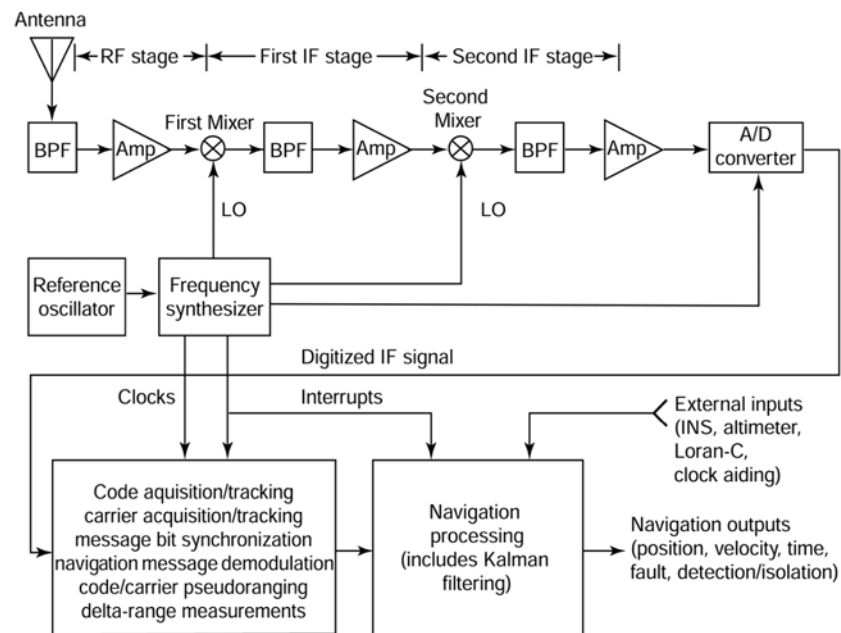 Antenna
RF stage
First IF stage
Second IF stage
First Mixer
Second
Mixer
BPF
Amp
BPF
Amp
BPF
Amp
A/D
converter
LO
LO
Reference
oscillator
Frequency
synthesizer
Digitized IF signal
Clocks
Interrupts
External inputs
(INS, altimeter,
Loran-C,
clock aiding)
Code aquisition/tracking
carrier acquisition/tracking
message bit synchronization
navigation message demodulation
code/carrier pseudoranging
delta-range measurements
Navigation
processing
(includes Kalman
filtering)
Navigation outputs
(position, velocity, time,
fault, detection/isolation)